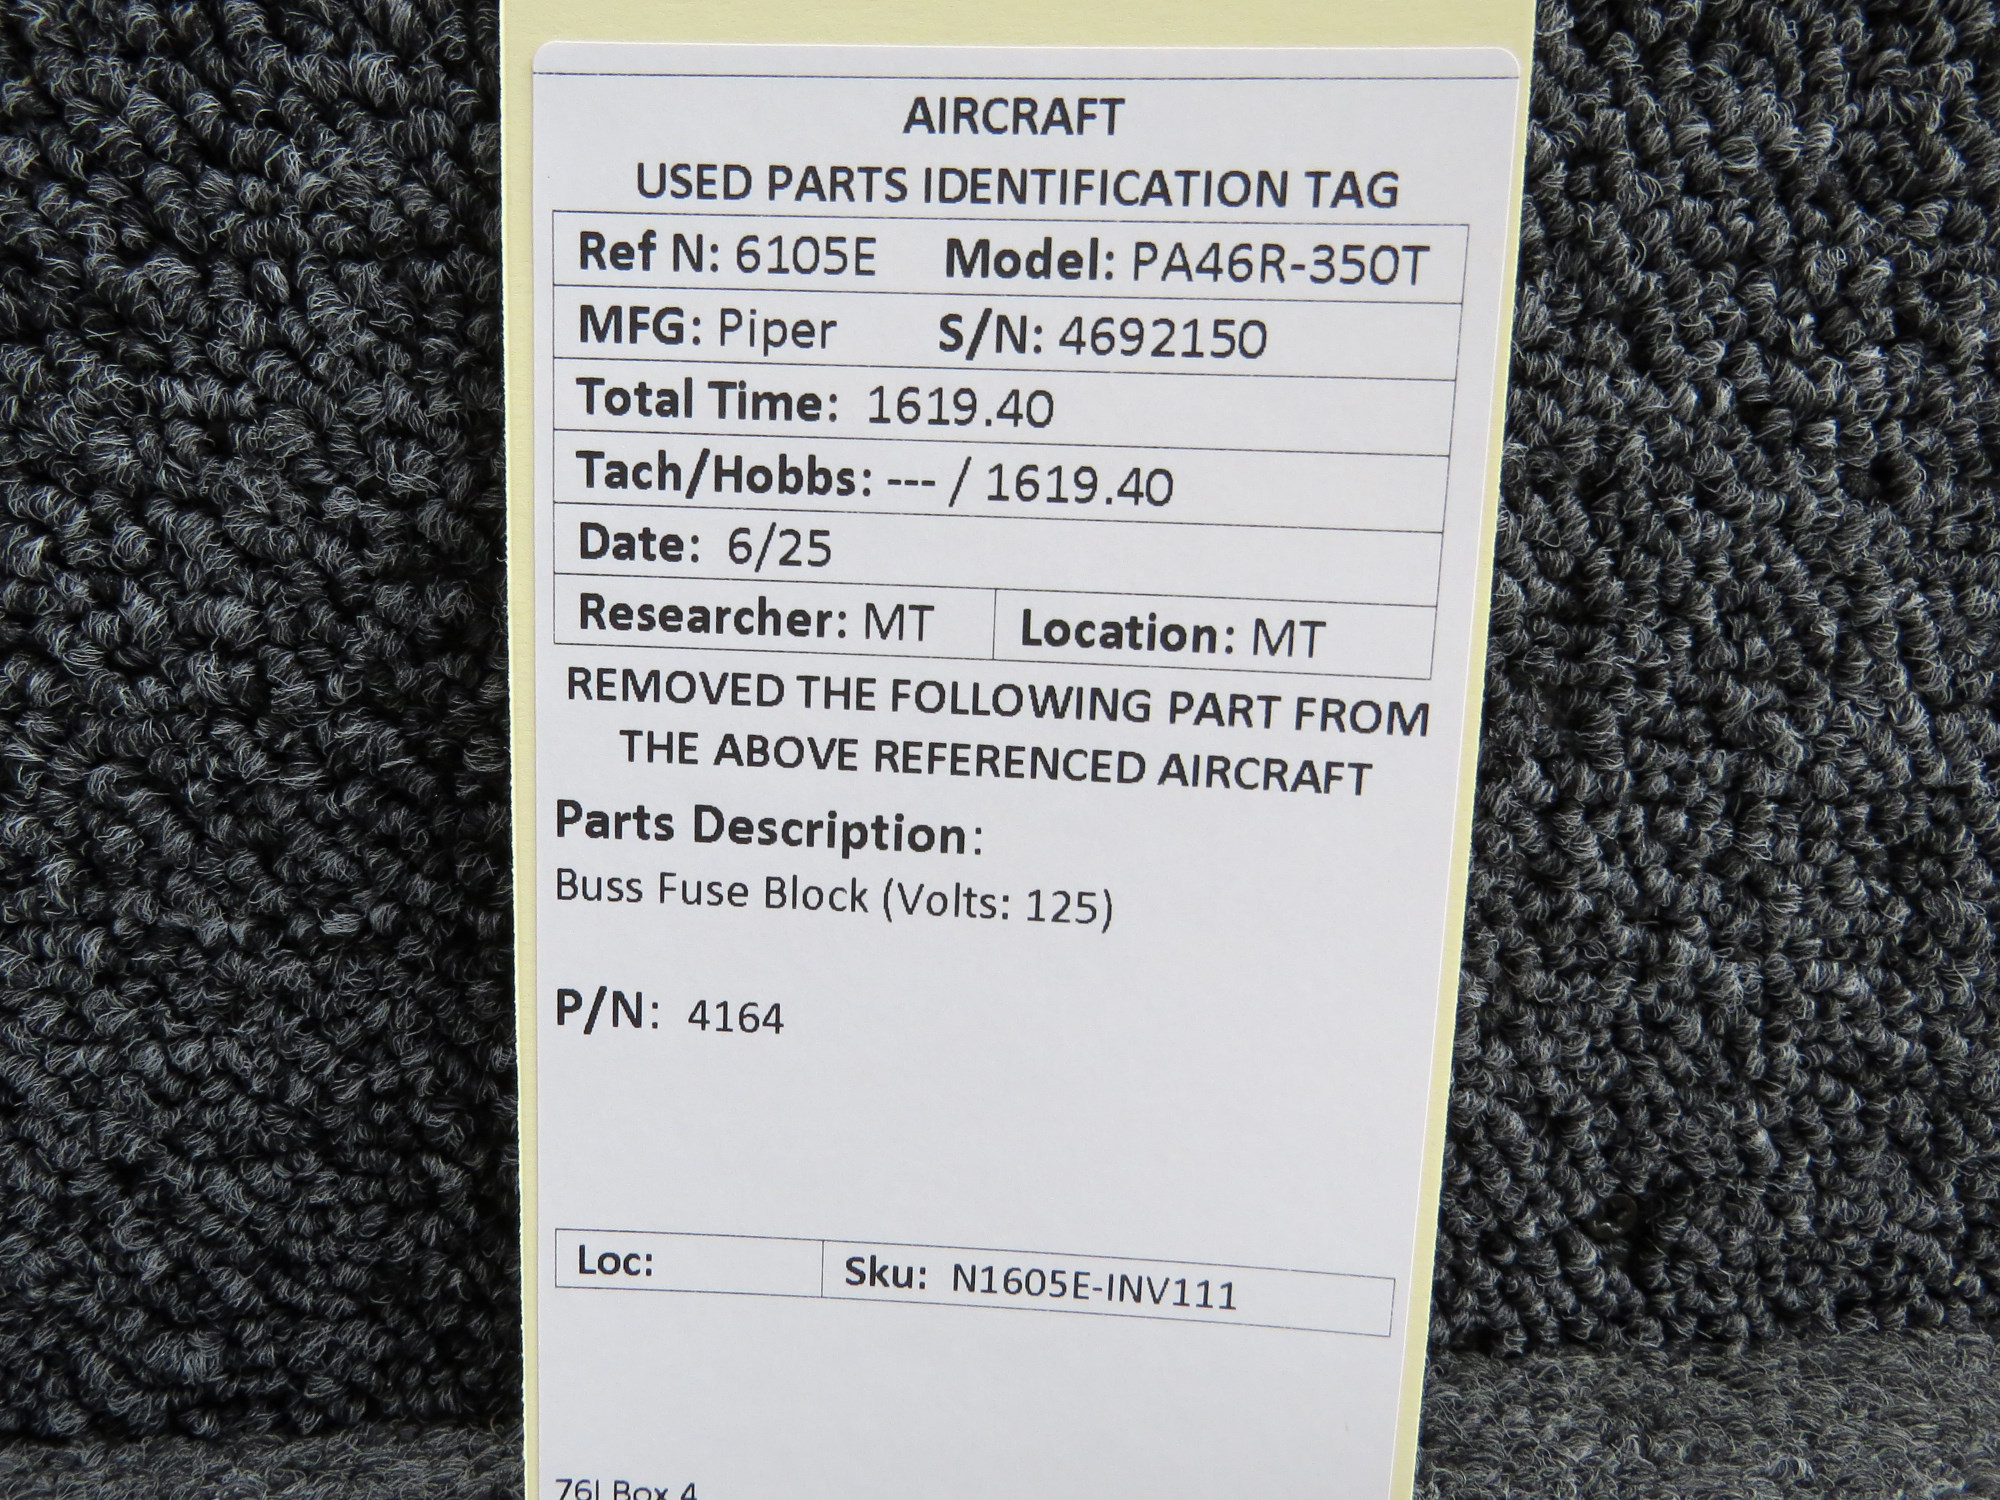 AIRCRAFT
USED PARTS IDENTIFICATION TAG
Ref N: 6105E Model: PA46R-350T
MFG: Piper S/N: 4692150
Total Time: 1619.40
Tach/Hobbs: --- / 1619.40
Date: 6/25
Researcher: MT Location: MT
REMOVED THE FOLLOWING PART FROM
THE ABOVE REFERENCED AIRCRAFT
Parts Description:
Buss Fuse Block (Volts: 125)
P/N: 4164
Loc: Sku: N1605E-INV111
Box 4